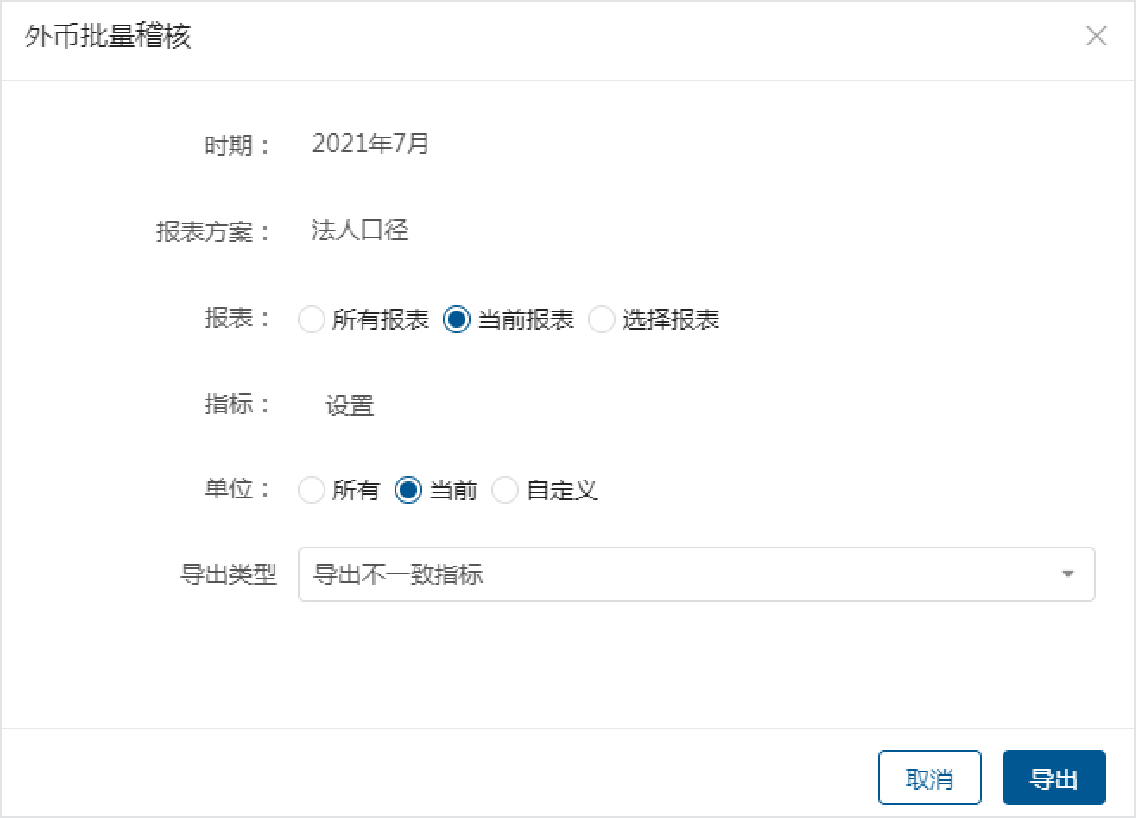 外币批量稽核
时期： 2021年7月
报表方案： 法人口径
报表： 所有报表 当前报表 选择报表
指标： 设置
单位： 所有 当前 自定义
导出类型 导出不一致指标
取消 导出